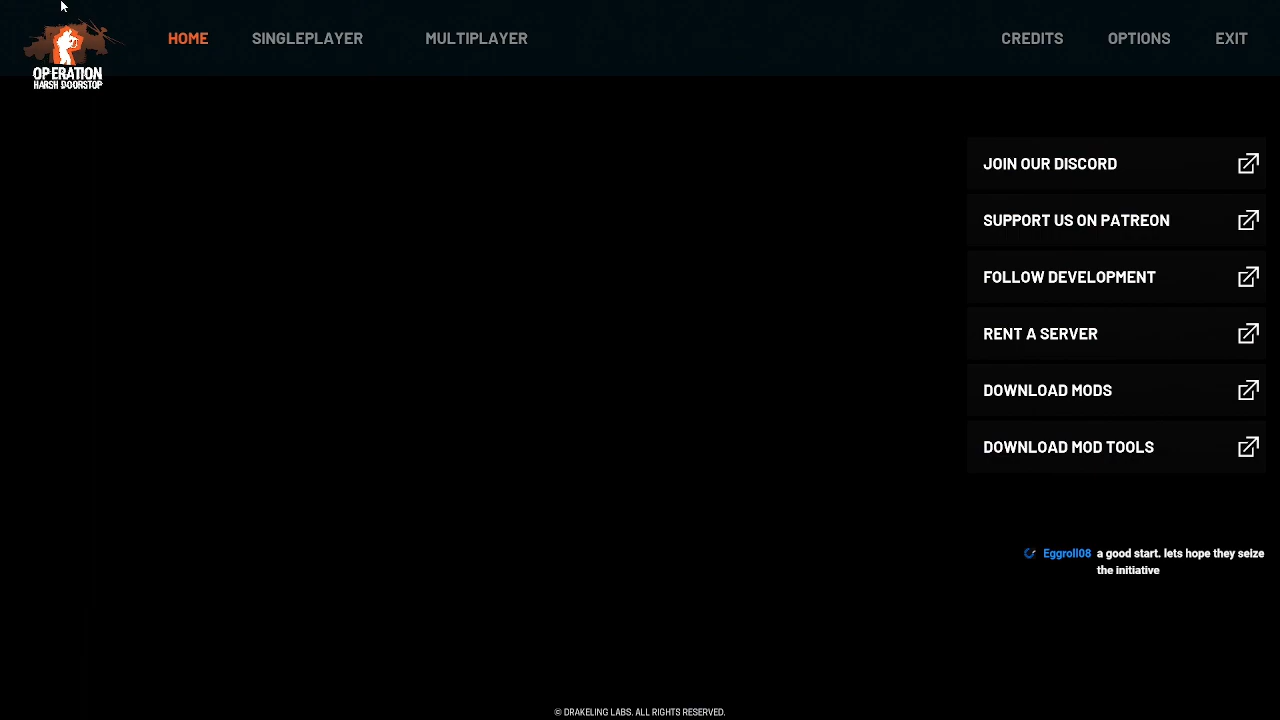 OPERATION
HARSH DOORSTOP
HOME SINGLEPLAYER MULTIPLAYER CREDITS OPTIONS EXIT
JOIN OUR DISCORD
SUPPORT US ON PATREON
FOLLOW DEVELOPMENT
RENT A SERVER
DOWNLOAD MODS
DOWNLOAD MOD TOOLS
Eggroll08 a good start. lets hope they seize
the initiative
© DRAKELING LABS. ALL RIGHTS RESERVED.